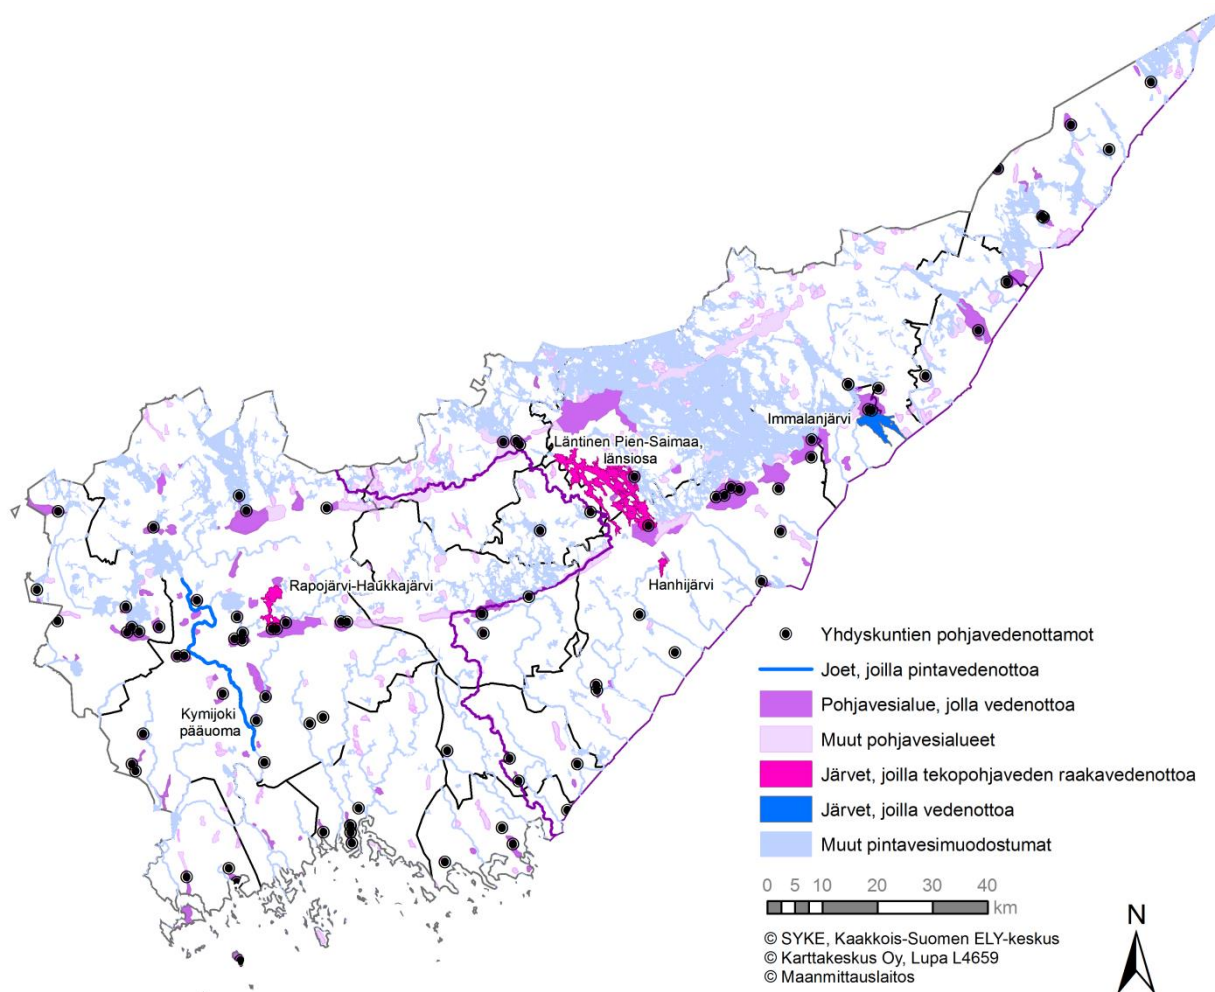 Immalanjärvi
Läntinen Pien-Saimaa,
länsiosa
Rapojärvi-Haukkajärvi
Hanhijärvi
Kymijoki
pääuoma
Yhdyskuntien pohjavedenottamot
Joet, joilla pintavedenottoa
Pohjavesialue, jolla vedenottoa
Muut pohjavesialueet
Järvet, joilla tekopohjaveden raakavedenottoa
Järvet, joilla vedenottoa
Muut pintavesimuodostumat
0 5 10 20 30 40
km
N
© SYKE, Kaakkois-Suomen ELY-keskus
© Karttakeskus Oy, Lupa L4659
© Maanmittauslaitos